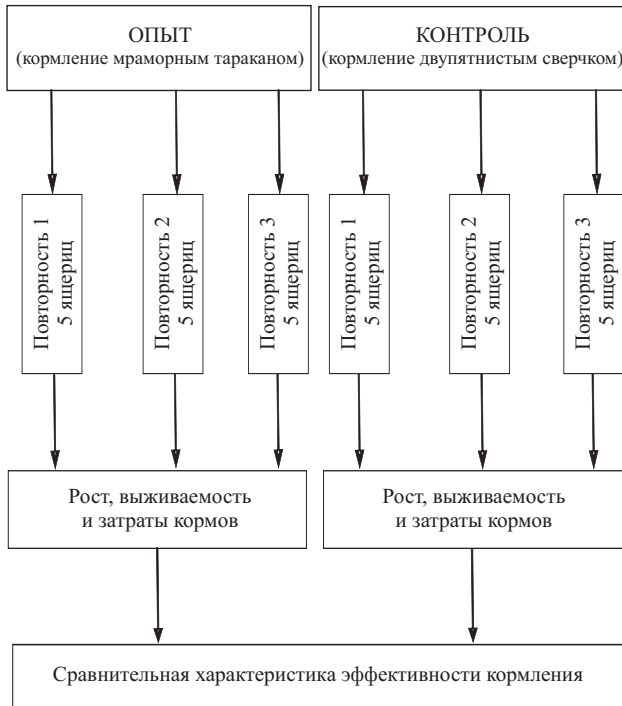 ОПЫТ
(кормление мраморным тараканом)
КОНТРОЛЬ
(кормление двупятнистым сверчком)
Повторность 1
5 ящериц
Повторность 2
5 ящериц
Повторность 3
5 ящериц
Повторность 1
5 ящериц
Повторность 2
5 ящериц
Повторность 3
5 ящериц
Рост, выживаемость
и затраты кормов
Рост, выживаемость
и затраты кормов
Сравнительная характеристика эффективности кормления